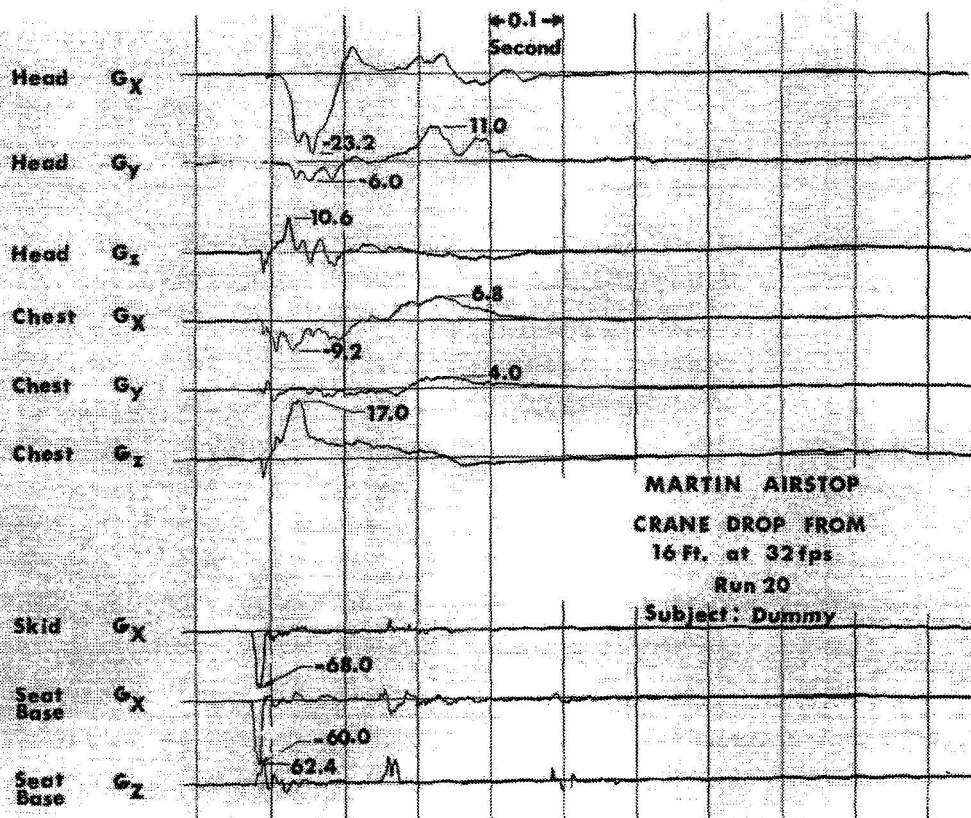 0.1
Second
Head GX
-23.2
11.0
Head Gy
-6.0
10.6
Head Gz
6.8
Chest GX
-9.2
Chest Gy
4.0
17.0
Chest Gz
MARTIN AIRSTOP
CRANE DROP FROM
16 Ft. at 32 fps
Run 20
Subject: Dummy
Skid GX
-68.0
Seat Base GX
-60.0
62.4
Seat Base GZ